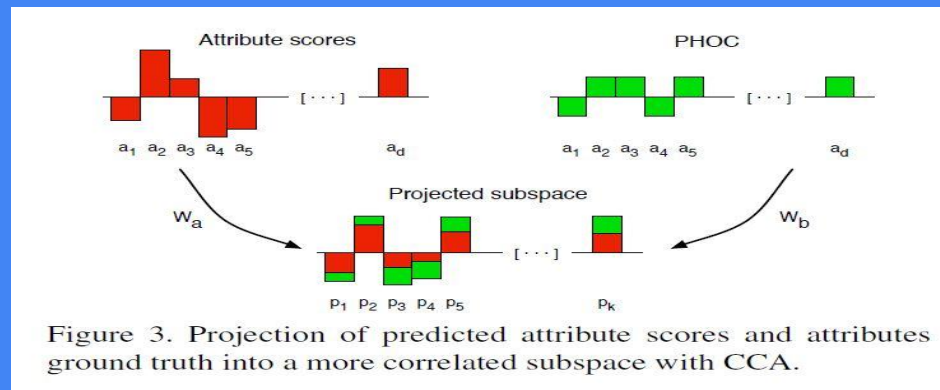 Attribute scores PHOC
[···] [···]
a1 a2 a3 a4 a5 ad a1 a2 a3 a4 a5 ad
Projected subspace
Wa Wb
[···]
p1 p2 p3 p4 p5 pk
Figure 3. Projection of predicted attribute scores and attributes
ground truth into a more correlated subspace with CCA.